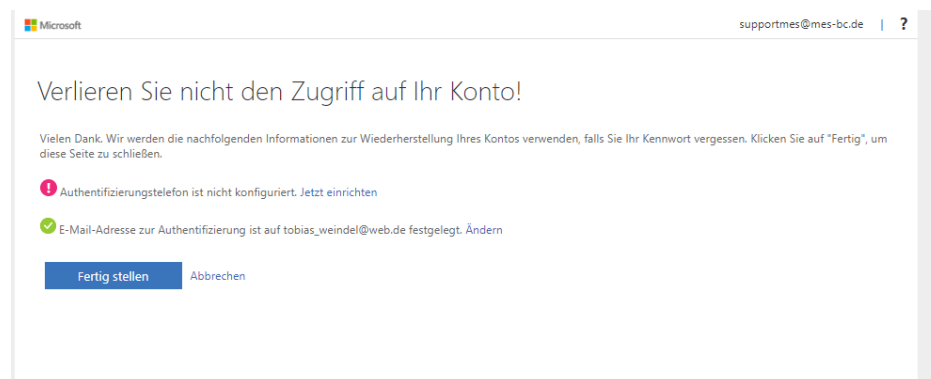 Microsoft
supportmes@mes-bc.de | ?
Verlieren Sie nicht den Zugriff auf Ihr Konto!
Vielen Dank. Wir werden die nachfolgenden Informationen zur Wiederherstellung Ihres Kontos verwenden, falls Sie Ihr Kennwort vergessen. Klicken Sie auf "Fertig", um
diese Seite zu schließen.
! Authentifizierungstelefon ist nicht konfiguriert. Jetzt einrichten
E-Mail-Adresse zur Authentifizierung ist auf tobias_weindel@web.de festgelegt. Ändern
Fertig stellen Abbrechen